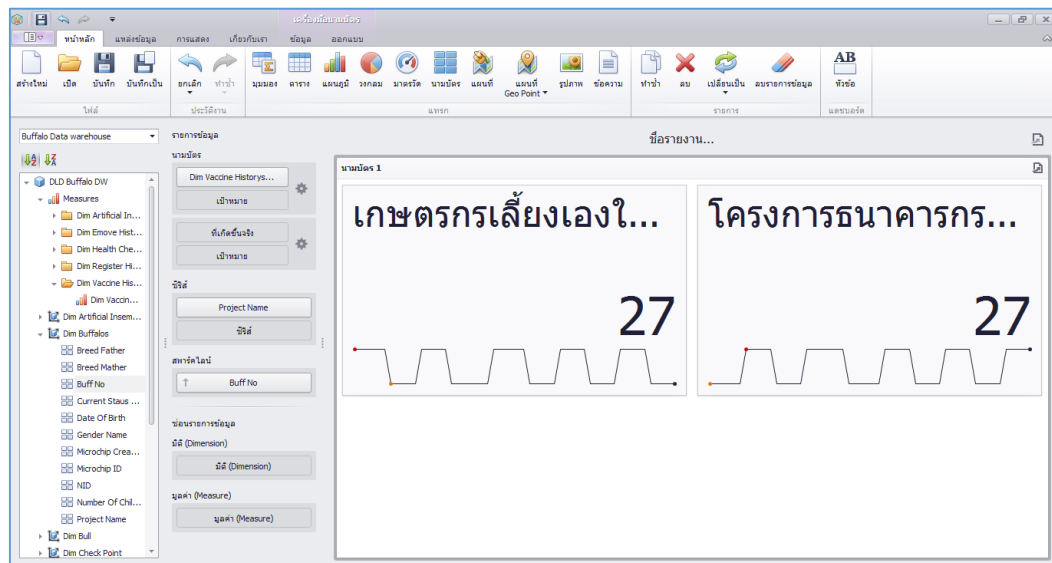 เครื่องมือนามบัตร
หน้าหลัก แหล่งข้อมูล การแสดง เกี่ยวกับเรา ข้อมูล ออกแบบ
สร้างใหม่ เปิด บันทึก บันทึกเป็น ยกเลิก ทำซ้ำ มุมมอง ตาราง แผนภูมิ วงกลม มาตรวัด นามบัตร แผนที่ แผนที่ Geo Point รูปภาพ ข้อความ ทำซ้ำ ลบ เปลี่ยนเป็น ลบรายการข้อมูล หัวข้อ
ไฟล์ ประวัติงาน แทรก รายการ แดชบอร์ด
Buffalo Data warehouse
DLD Buffalo DW
Measures
Dim Artificial In...
Dim Emove Hist...
Dim Health Che...
Dim Register Hi...
Dim Vaccine His...
Dim Vaccin...
Dim Artificial Insem...
Dim Buffalos
Breed Father
Breed Mather
Buff No
Current Staus ...
Date Of Birth
Gender Name
Microchip Crea...
Microchip ID
NID
Number Of Chil...
Project Name
Dim Bull
Dim Check Point
รายการข้อมูล
นามบัตร
Dim Vaccine Historys...
เป้าหมาย
ที่เกิดขึ้นจริง
เป้าหมาย
ซีรีส์
Project Name
ซีรีส์
สพาร์คไลน์
Buff No
ซ่อนรายการข้อมูล
มิติ (Dimension)
มิติ (Dimension)
มูลค่า (Measure)
มูลค่า (Measure)
ชื่อรายงาน...
นามบัตร 1
เกษตรกรเลี้ยงเองใ...
27
โครงการธนาคารกร...
27